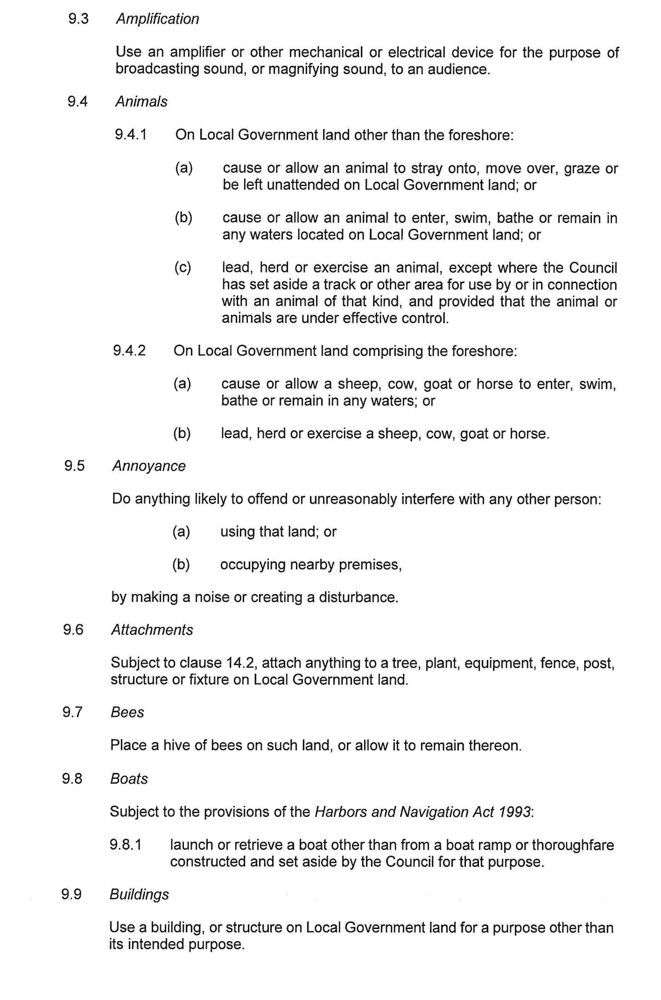 9.3 Amplification
Use an amplifier or other mechanical or electrical device for the purpose of
broadcasting sound, or magnifying sound, to an audience.
9.4 Animals
9.4.1 On Local Government land other than the foreshore:
(a) cause or allow an animal to stray onto, move over, graze or
be left unattended on Local Government land; or
(b) cause or allow an animal to enter, swim, bathe or remain in
any waters located on Local Government land; or
(c) lead, herd or exercise an animal, except where the Council
has set aside a track or other area for use by or in connection
with an animal of that kind, and provided that the animal or
animals are under effective control.
9.4.2 On Local Government land comprising the foreshore:
(a) cause or allow a sheep, cow, goat or horse to enter, swim,
bathe or remain in any waters; or
(b) lead, herd or exercise a sheep, cow, goat or horse.
9.5 Annoyance
Do anything likely to offend or unreasonably interfere with any other person:
(a) using that land; or
(b) occupying nearby premises,
by making a noise or creating a disturbance.
9.6 Attachments
Subject to clause 14.2, attach anything to a tree, plant, equipment, fence, post,
structure or fixture on Local Government land.
9.7 Bees
Place a hive of bees on such land, or allow it to remain thereon.
9.8 Boats
Subject to the provisions of the Harbors and Navigation Act 1993:
9.8.1 launch or retrieve a boat other than from a boat ramp or thoroughfare
constructed and set aside by the Council for that purpose.
9.9 Buildings
Use a building, or structure on Local Government land for a purpose other than
its intended purpose.